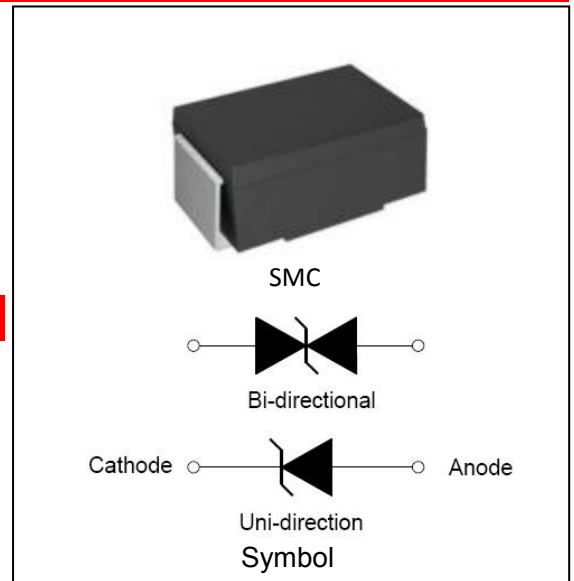 SMC
Bi-directional
Cathode Anode
Uni-direction
Symbol